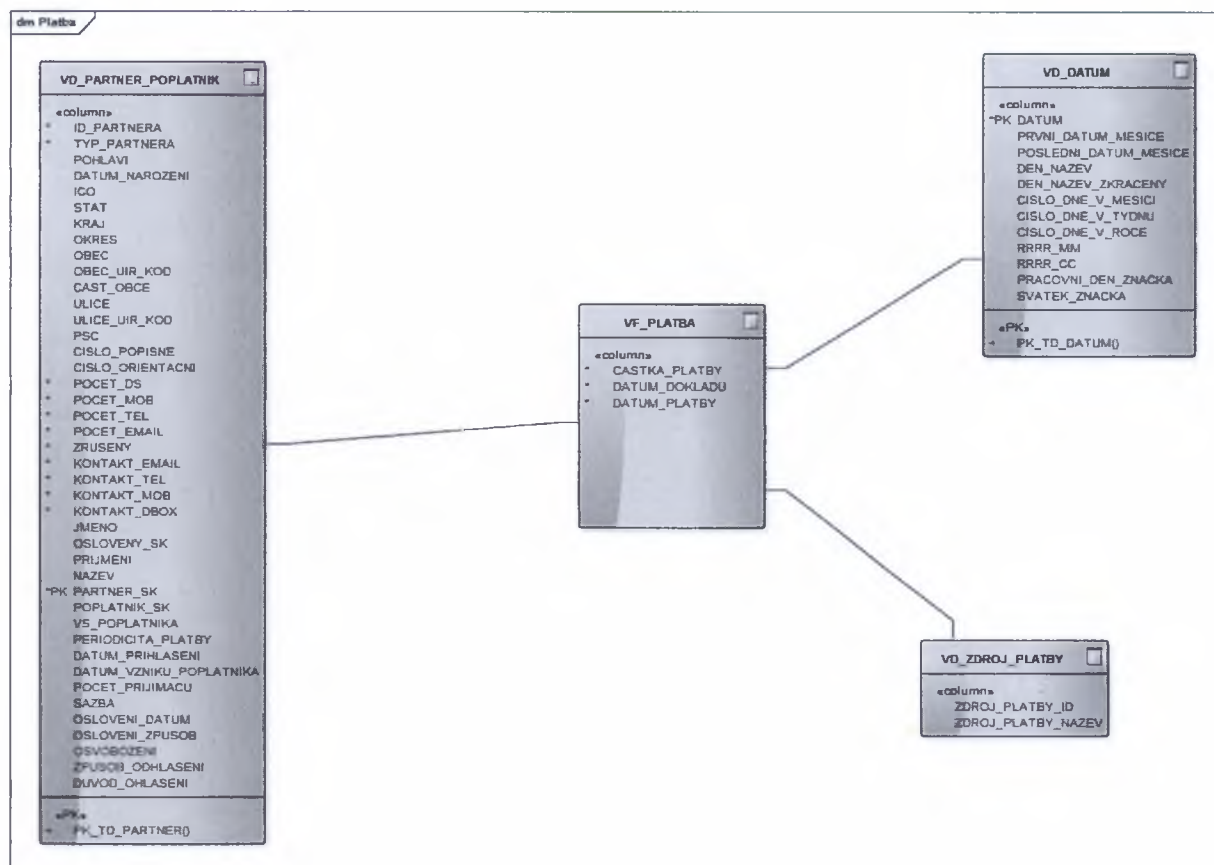 dm Platba
VD_PARTNER_POPLATNIK
«column»
* ID_PARTNERA
* TYP_PARTNERA
POHLAVI
DATUM_NAROZENI
ICO
STAT
KRAJ
OKRES
OBEC
OBEC_UIR_KOD
CAST_OBCE
ULICE
ULICE_UIR_KOD
PSC
CISLO_POPISNE
CISLO_ORIENTACNI
* POCET_DS
* POCET_MOB
* POCET_TEL
* POCET_EMAIL
* ZRUSENY
* KONTAKT_EMAIL
* KONTAKT_TEL
* KONTAKT_MOB
* KONTAKT_DBOX
JMENO
OSLOVENY_SK
PRIJMENI
NAZEV
*PK PARTNER_SK
POPLATNIK_SK
VS_POPLATNIKA
PERIODICITA_PLATBY
DATUM_PRIHLASENI
DATUM_VZNIKU_POPLATNIKA
POCET_PRIJIMACU
SAZBA
OSLOVENI_DATUM
OSLOVENI_ZPUSOB
OSVOBOZENI
ZPUSOB_ODHLASENI
DUVOD_OHLASENI
«PK»
+ PK_TD_PARTNER()
VF_PLATBA
«column»
* CASTKA_PLATBY
* DATUM_DOKLADU
* DATUM_PLATBY
VD_DATUM
«column»
*PK DATUM
PRVNI_DATUM_MESICE
POSLEDNI_DATUM_MESICE
DEN_NAZEV
DEN_NAZEV_ZKRACENY
CISLO_DNE_V_MESICI
CISLO_DNE_V_TYDNU
CISLO_DNE_V_ROCE
RRRR_MM
RRRR_CC
PRACOVNI_DEN_ZNACKA
SVATEK_ZNACKA
«PK»
+ PK_TD_DATUM()
VD_ZDROJ_PLATBY
«column»
ZDROJ_PLATBY_ID
ZDROJ_PLATBY_NAZEV